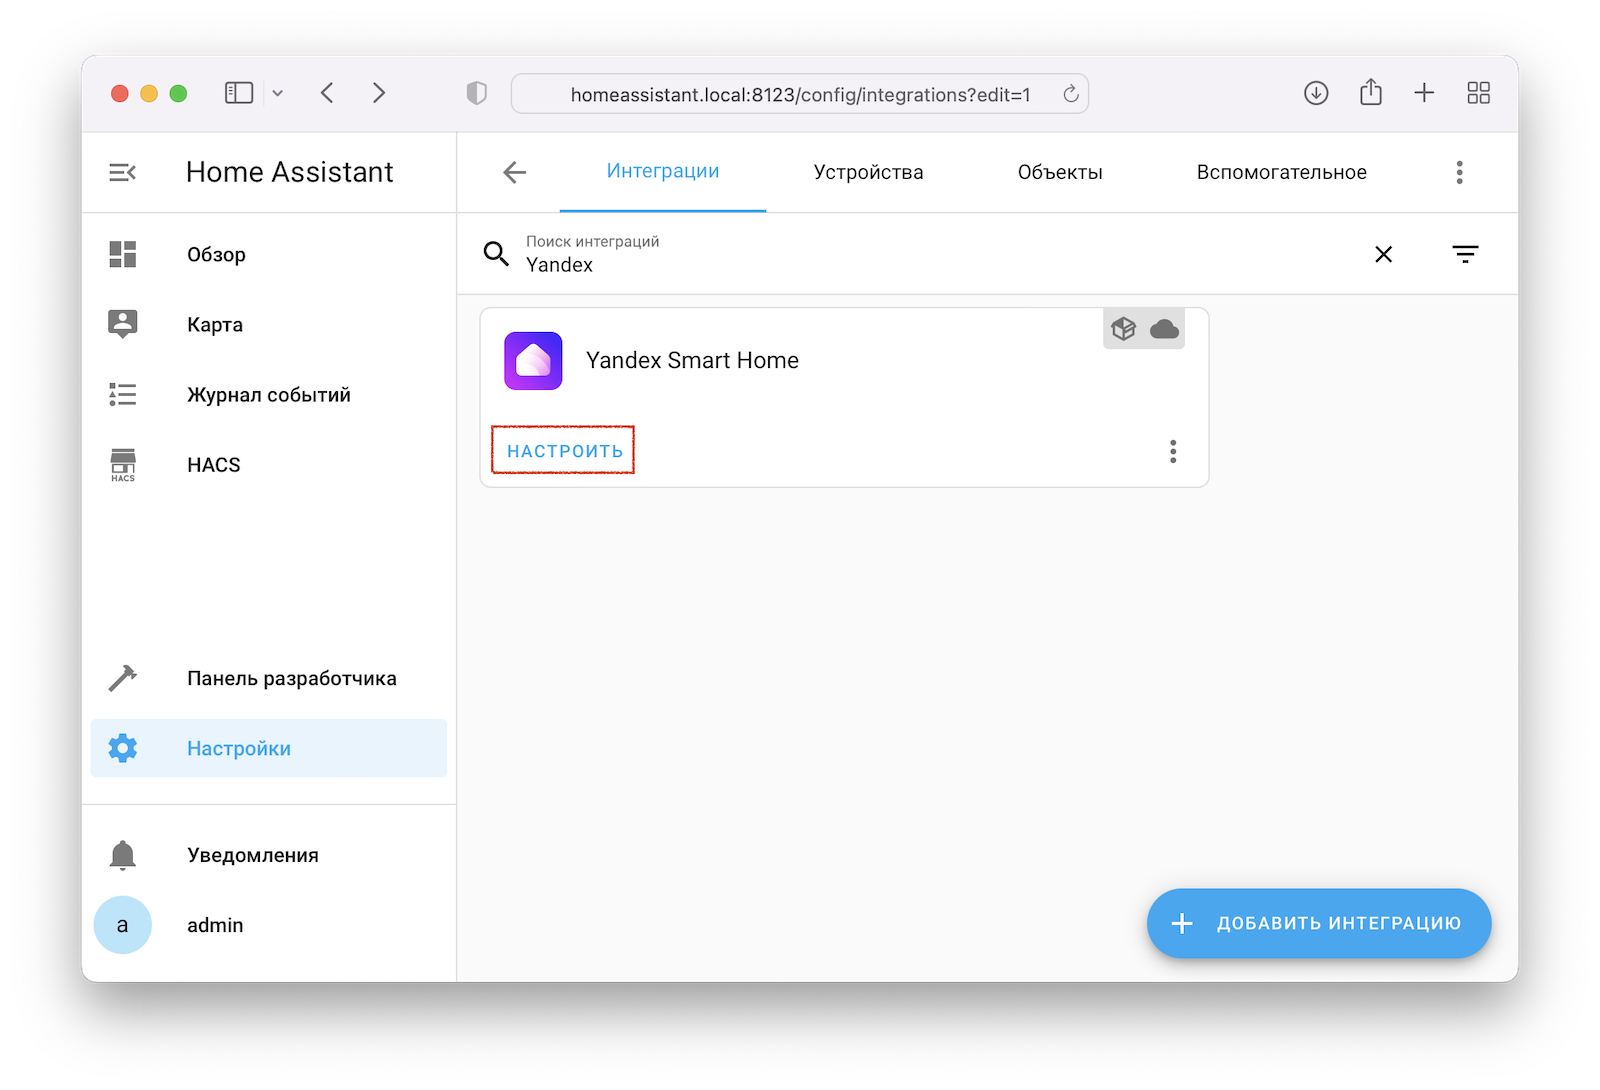 homeassistant.local:8123/config/integrations?edit=1
Home Assistant
Интеграции
Устройства
Объекты
Вспомогательное
Обзор
Карта
Журнал событий
HACS
HACS
Панель разработчика
Настройки
Уведомления
a
admin
Поиск интеграций
Yandex
Yandex Smart Home
НАСТРОИТЬ
ДОБАВИТЬ ИНТЕГРАЦИЮ